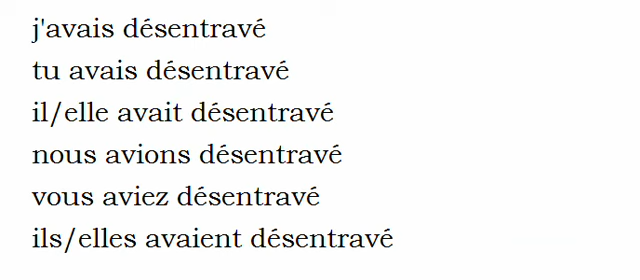 j'avais désentravé
tu avais désentravé
il/elle avait désentravé
nous avions désentravé
vous aviez désentravé
ils/elles avaient désentravé